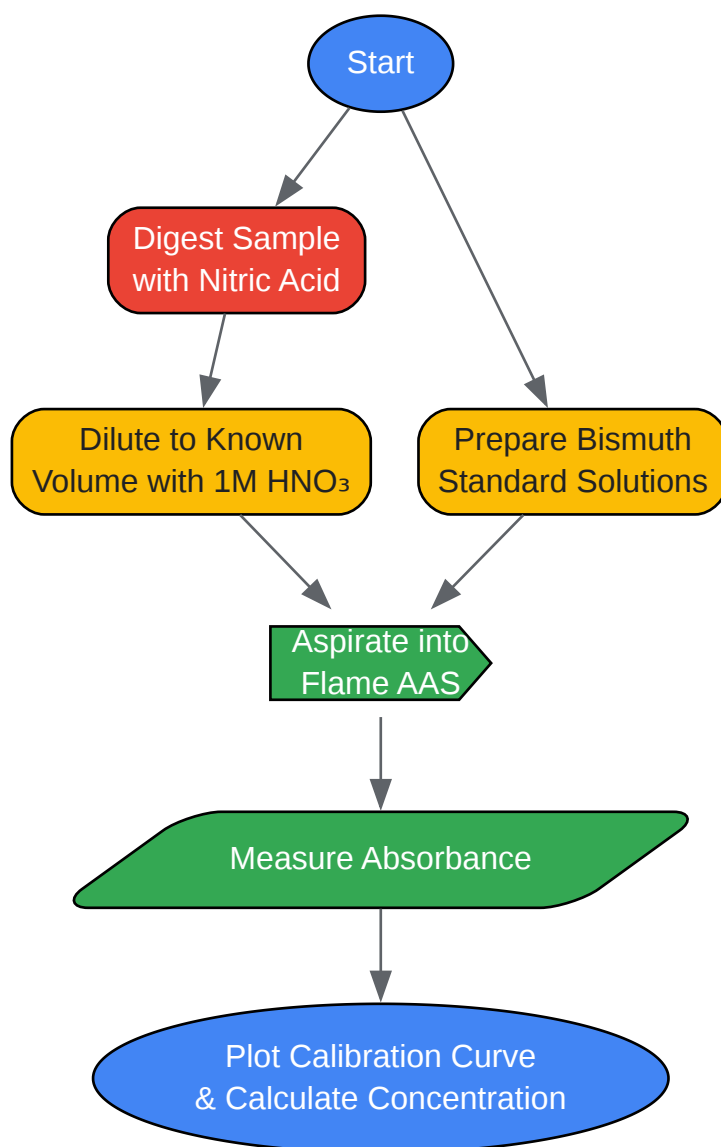 Start
Digest Sample
with Nitric Acid
Dilute to Known
Volume with 1M HNO₃
Prepare Bismuth
Standard Solutions
Aspirate into
Flame AAS
Measure Absorbance
Plot Calibration Curve
& Calculate Concentration